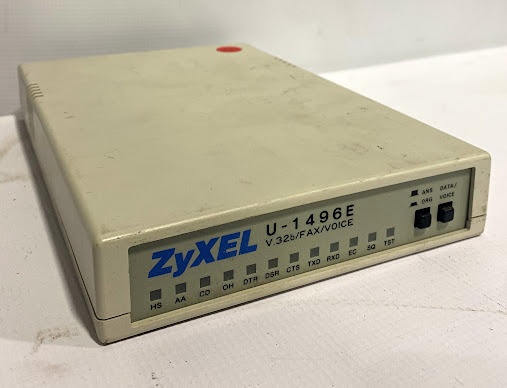 ZyXEL
U-1496E
V.32b/FAX/VOICE
ANS
ORG
DATA/
VOICE
HS AA CD OH DTR DSR CTS TXD RXD EC SQ TST